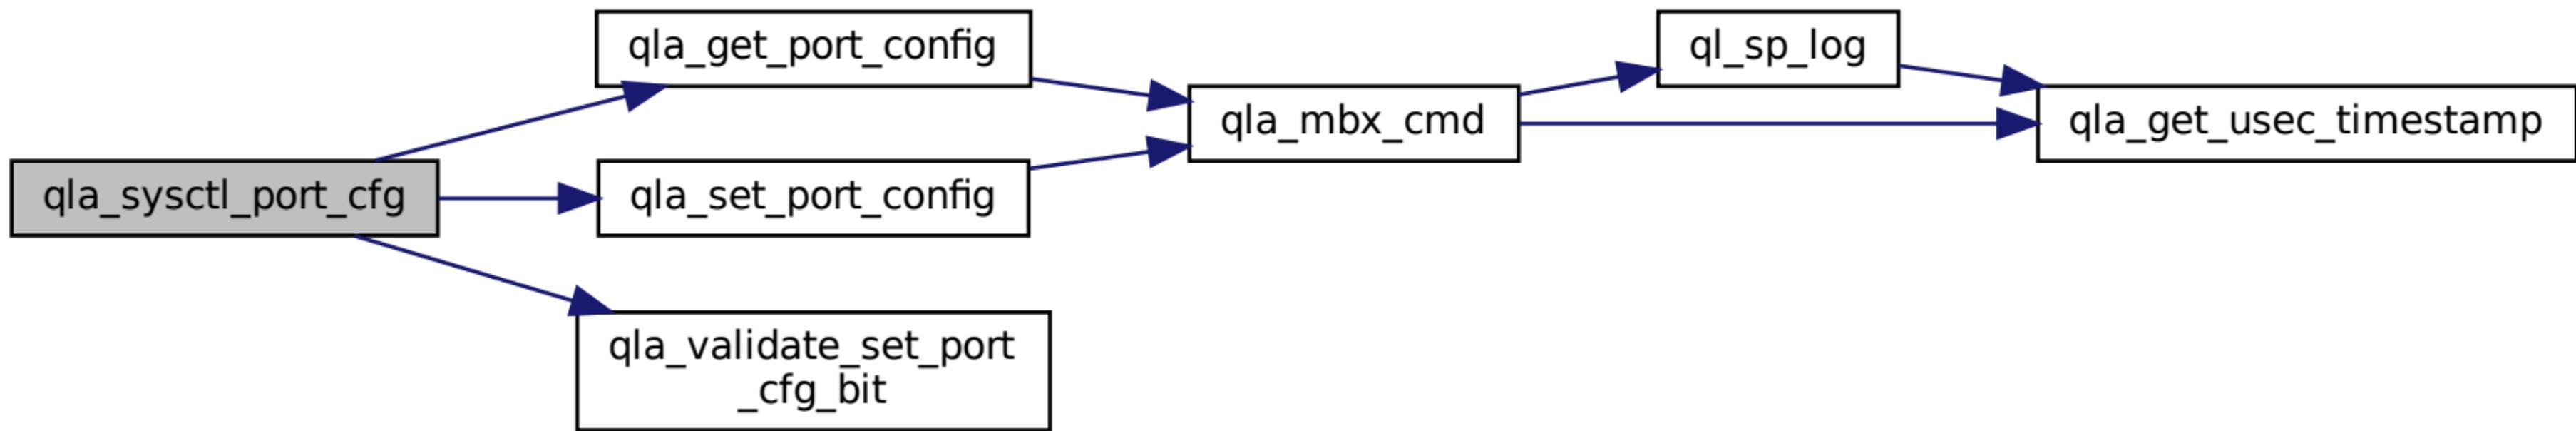 qla_sysctl_port_cfg
qla_get_port_config
qla_set_port_config
qla_validate_set_port
_cfg_bit
qla_mbx_cmd
ql_sp_log
qla_get_usec_timestamp